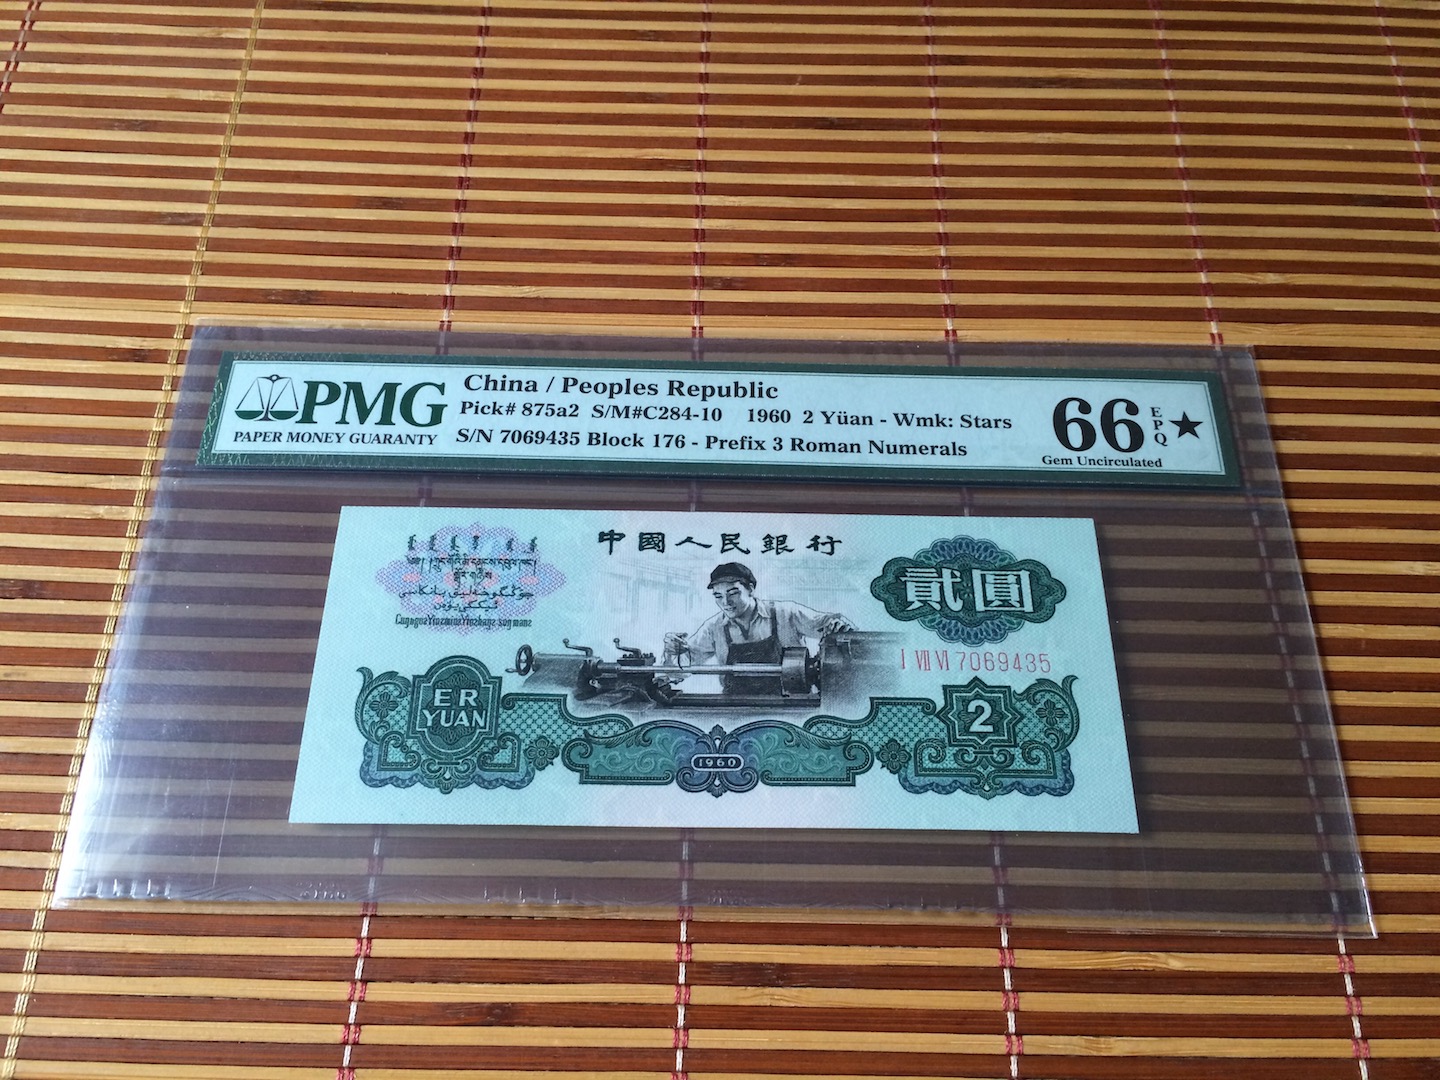 PMG
PAPER MONEY GUARANTY
China / Peoples Republic
Pick# 875a2 S/M#C284-10 1960 2 Yüan - Wmk: Stars
S/N 7069435 Block 176 - Prefix 3 Roman Numerals
66 EPQ ★
Gem Uncirculated
中國人民銀行
貳圓
I VII VI 7069435
ER
YUAN
2
1960